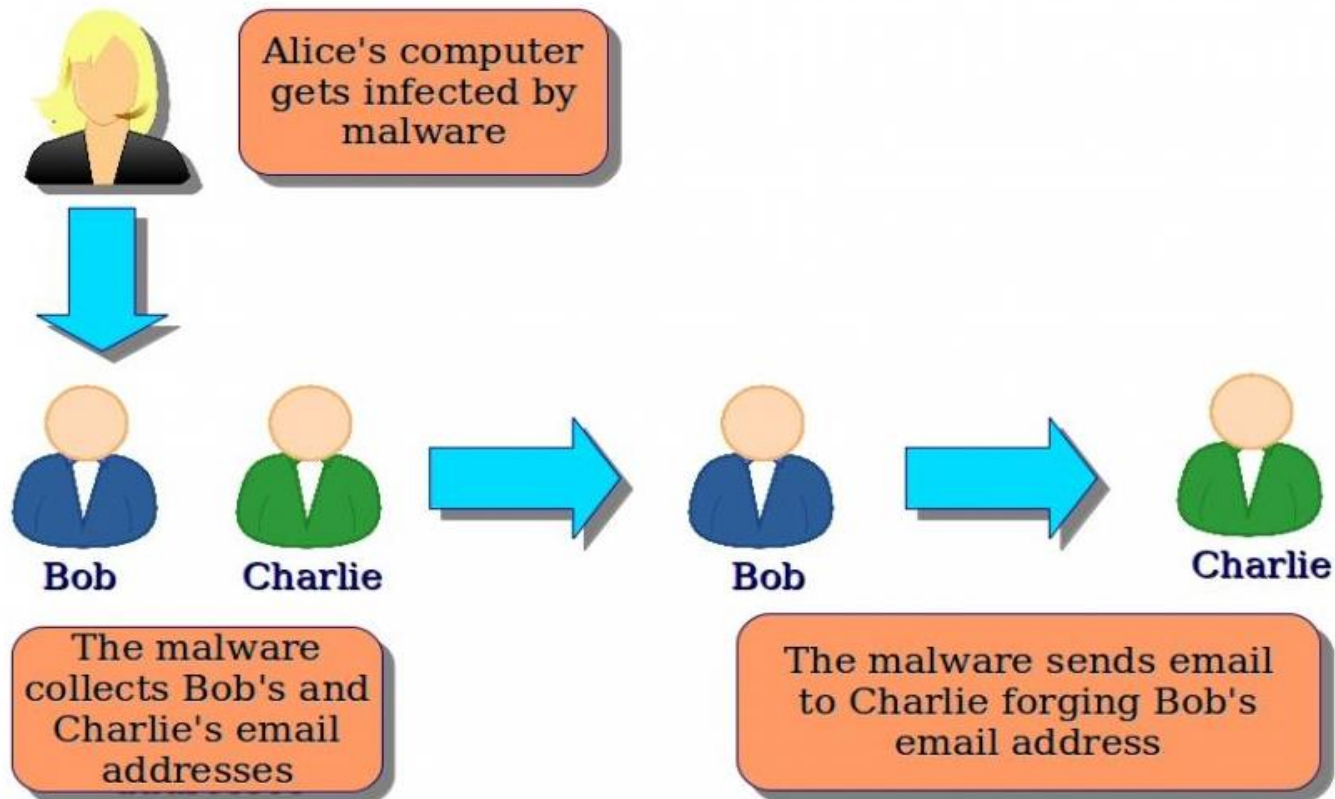 Alice's computer
gets infected by
malware
Bob
Charlie
Bob
Charlie
The malware
collects Bob's and
Charlie's email
addresses
The malware sends email
to Charlie forging Bob's
email address